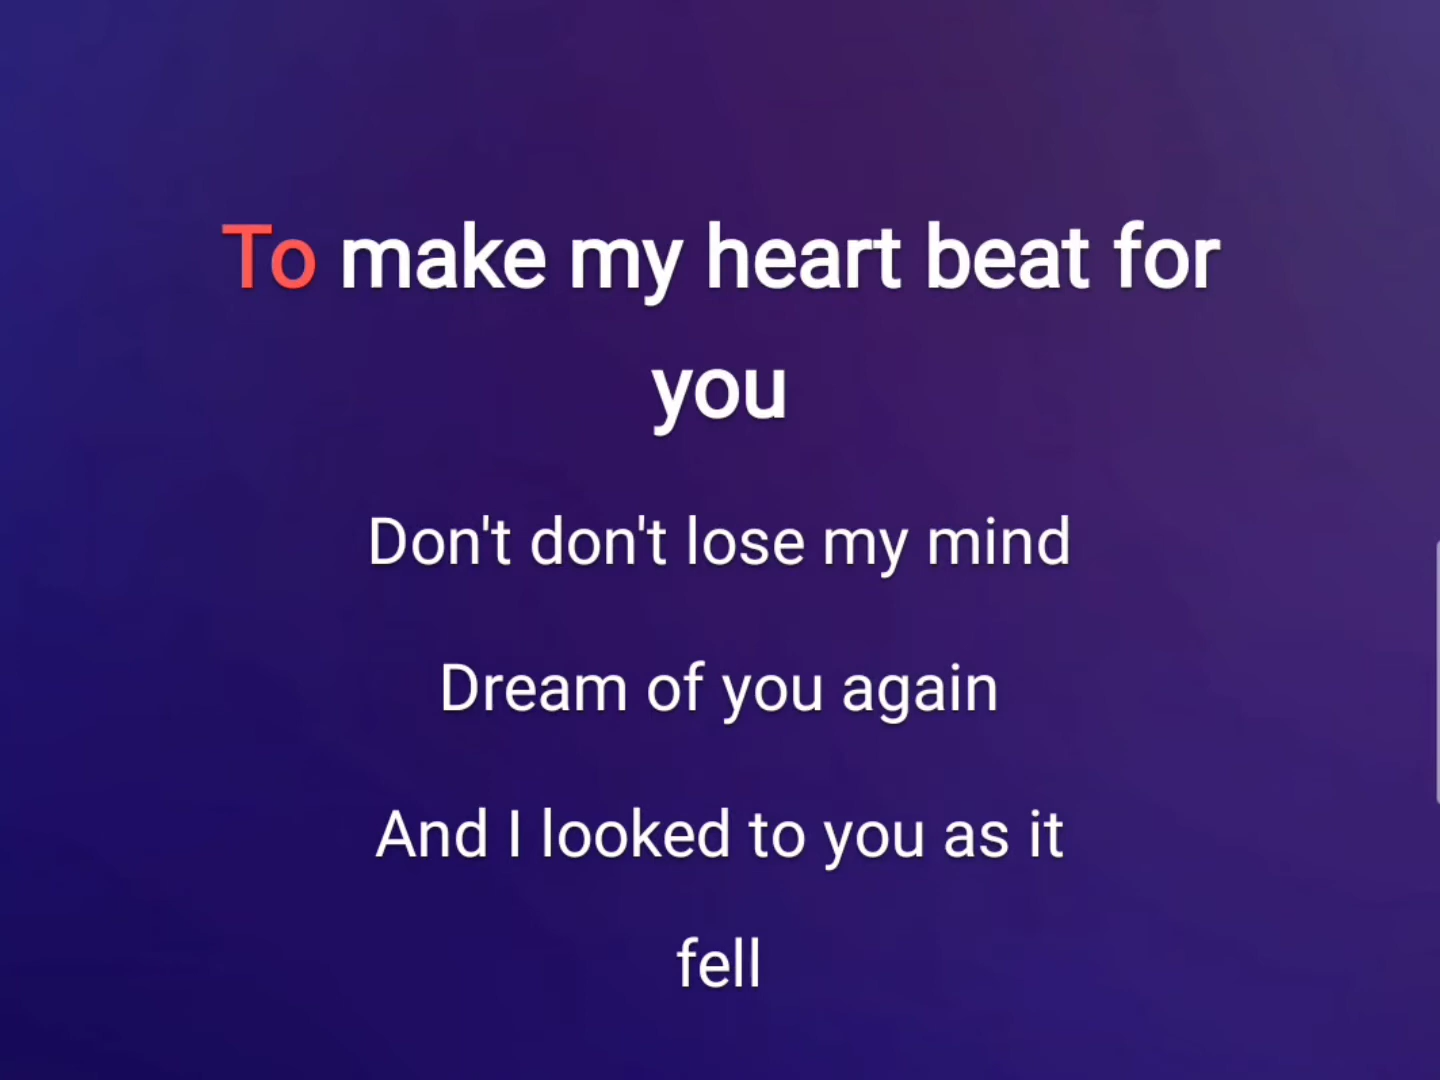 To make my heart beat for
you
Don't don't lose my mind
Dream of you again
And I looked to you as it
fell